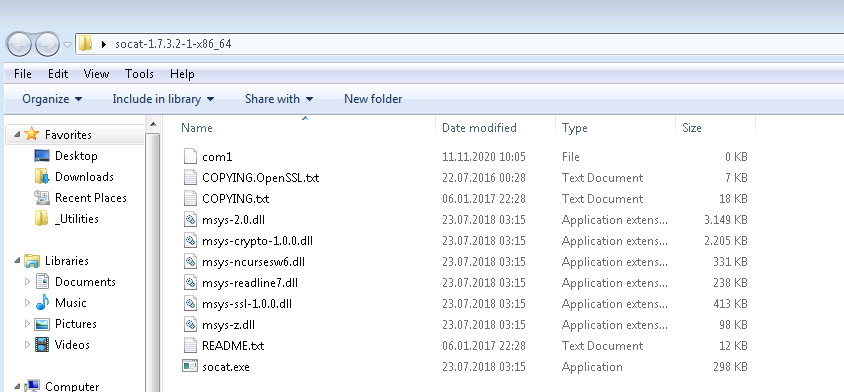 socat-1.7.3.2-1-x86_64
File Edit View Tools Help
Organize Include in library Share with New folder
Favorites
Desktop
Downloads
Recent Places
_Utilities
Libraries
Documents
Music
Pictures
Videos
Computer
Name Date modified Type Size
com1 11.11.2020 10:05 File 0 KB
COPYING.OpenSSL.txt 22.07.2016 00:28 Text Document 7 KB
COPYING.txt 06.01.2017 22:28 Text Document 18 KB
msys-2.0.dll 23.07.2018 03:15 Application extens... 3.149 KB
msys-crypto-1.0.0.dll 23.07.2018 03:15 Application extens... 2.205 KB
msys-ncursesw6.dll 23.07.2018 03:15 Application extens... 331 KB
msys-readline7.dll 23.07.2018 03:15 Application extens... 238 KB
msys-ssl-1.0.0.dll 23.07.2018 03:15 Application extens... 413 KB
msys-z.dll 23.07.2018 03:15 Application extens... 98 KB
README.txt 06.01.2017 22:28 Text Document 12 KB
socat.exe 23.07.2018 03:15 Application 298 KB